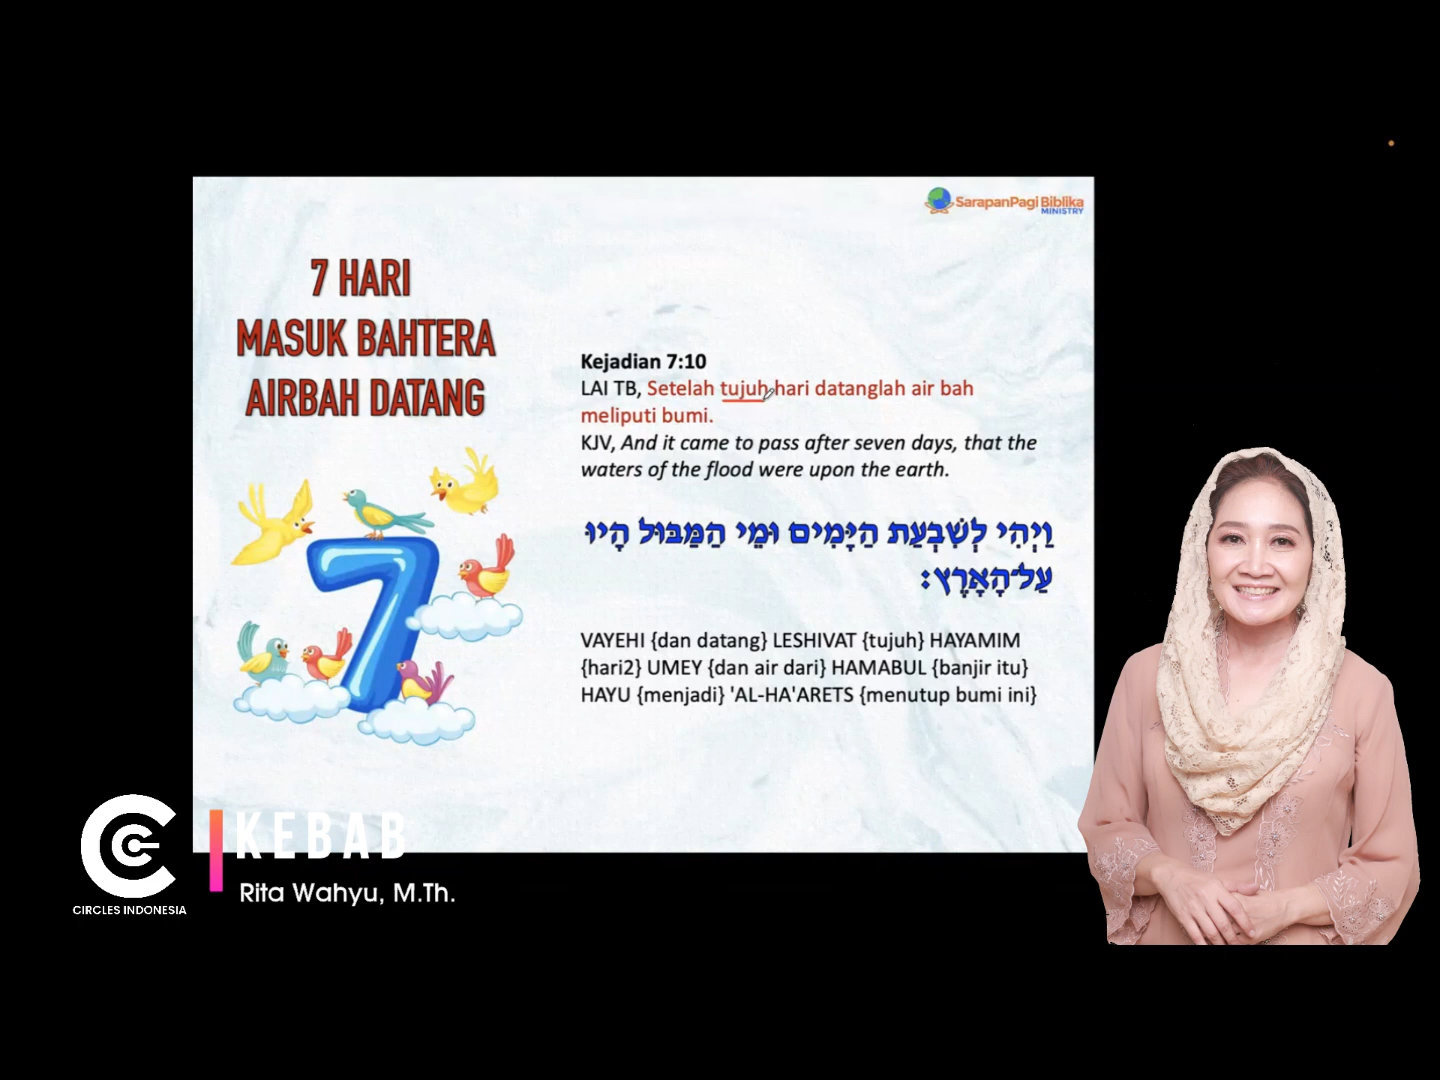 SarapanPagi Biblika
MINISTRY
7 HARI
MASUK BAHTERA
AIRBAH DATANG
7
Kejadian 7:10
LAI TB, Setelah tujuh hari datanglah air bah
meliputi bumi.
KJV, And it came to pass after seven days, that the
waters of the flood were upon the earth.
וַיְהִי לְשִׁבְעַת הַיָּמִים וּמֵי הַמַּבּוּל הָיוּ
עַל־הָאָרֶץ׃
VAYEHI {dan datang} LESHIVAT {tujuh} HAYAMIM
{hari2} UMEY {dan air dari} HAMABUL {banjir itu}
HAYU {menjadi} 'AL-HA'ARETS {menutup bumi ini}
KEBAB
Rita Wahyu, M.Th.
CIRCLES INDONESIA